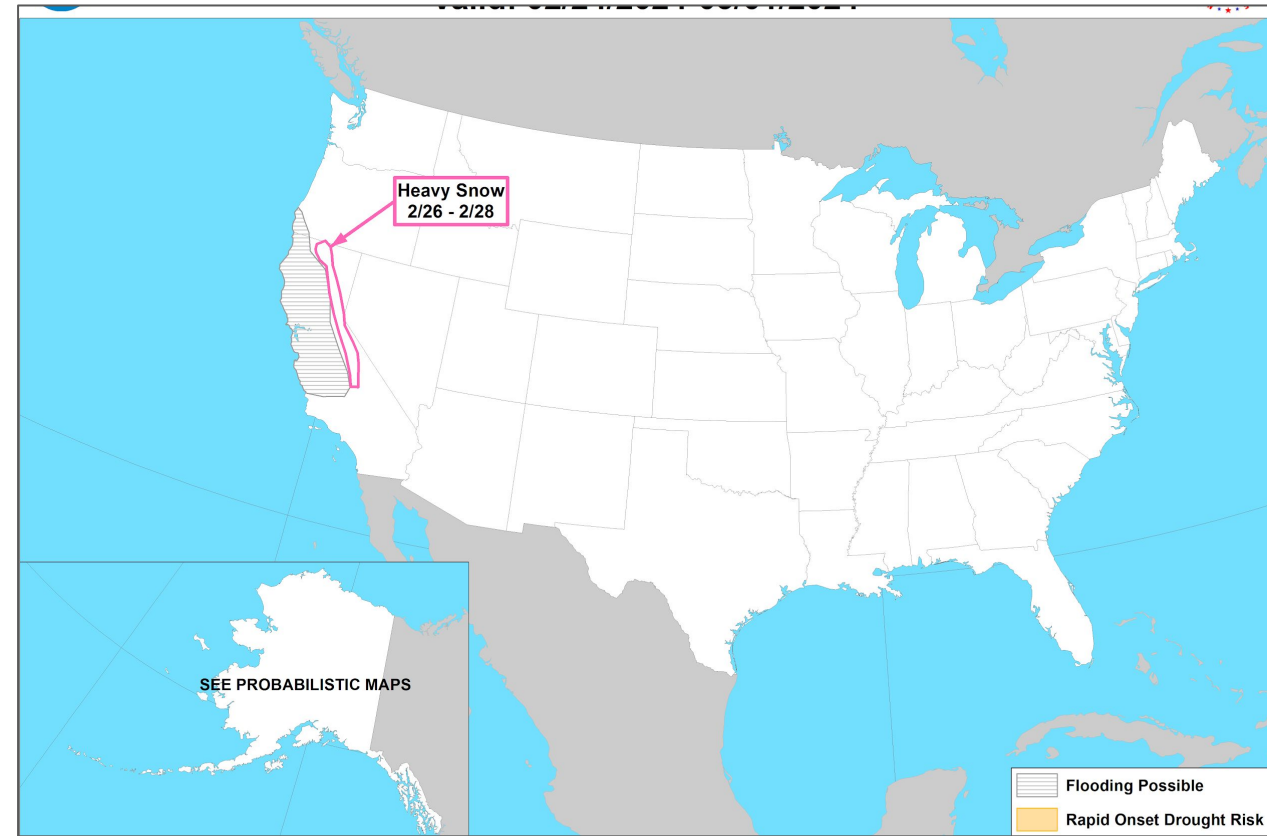 Heavy Snow
2/26 - 2/28
SEE PROBABILISTIC MAPS
Flooding Possible
Rapid Onset Drought Risk